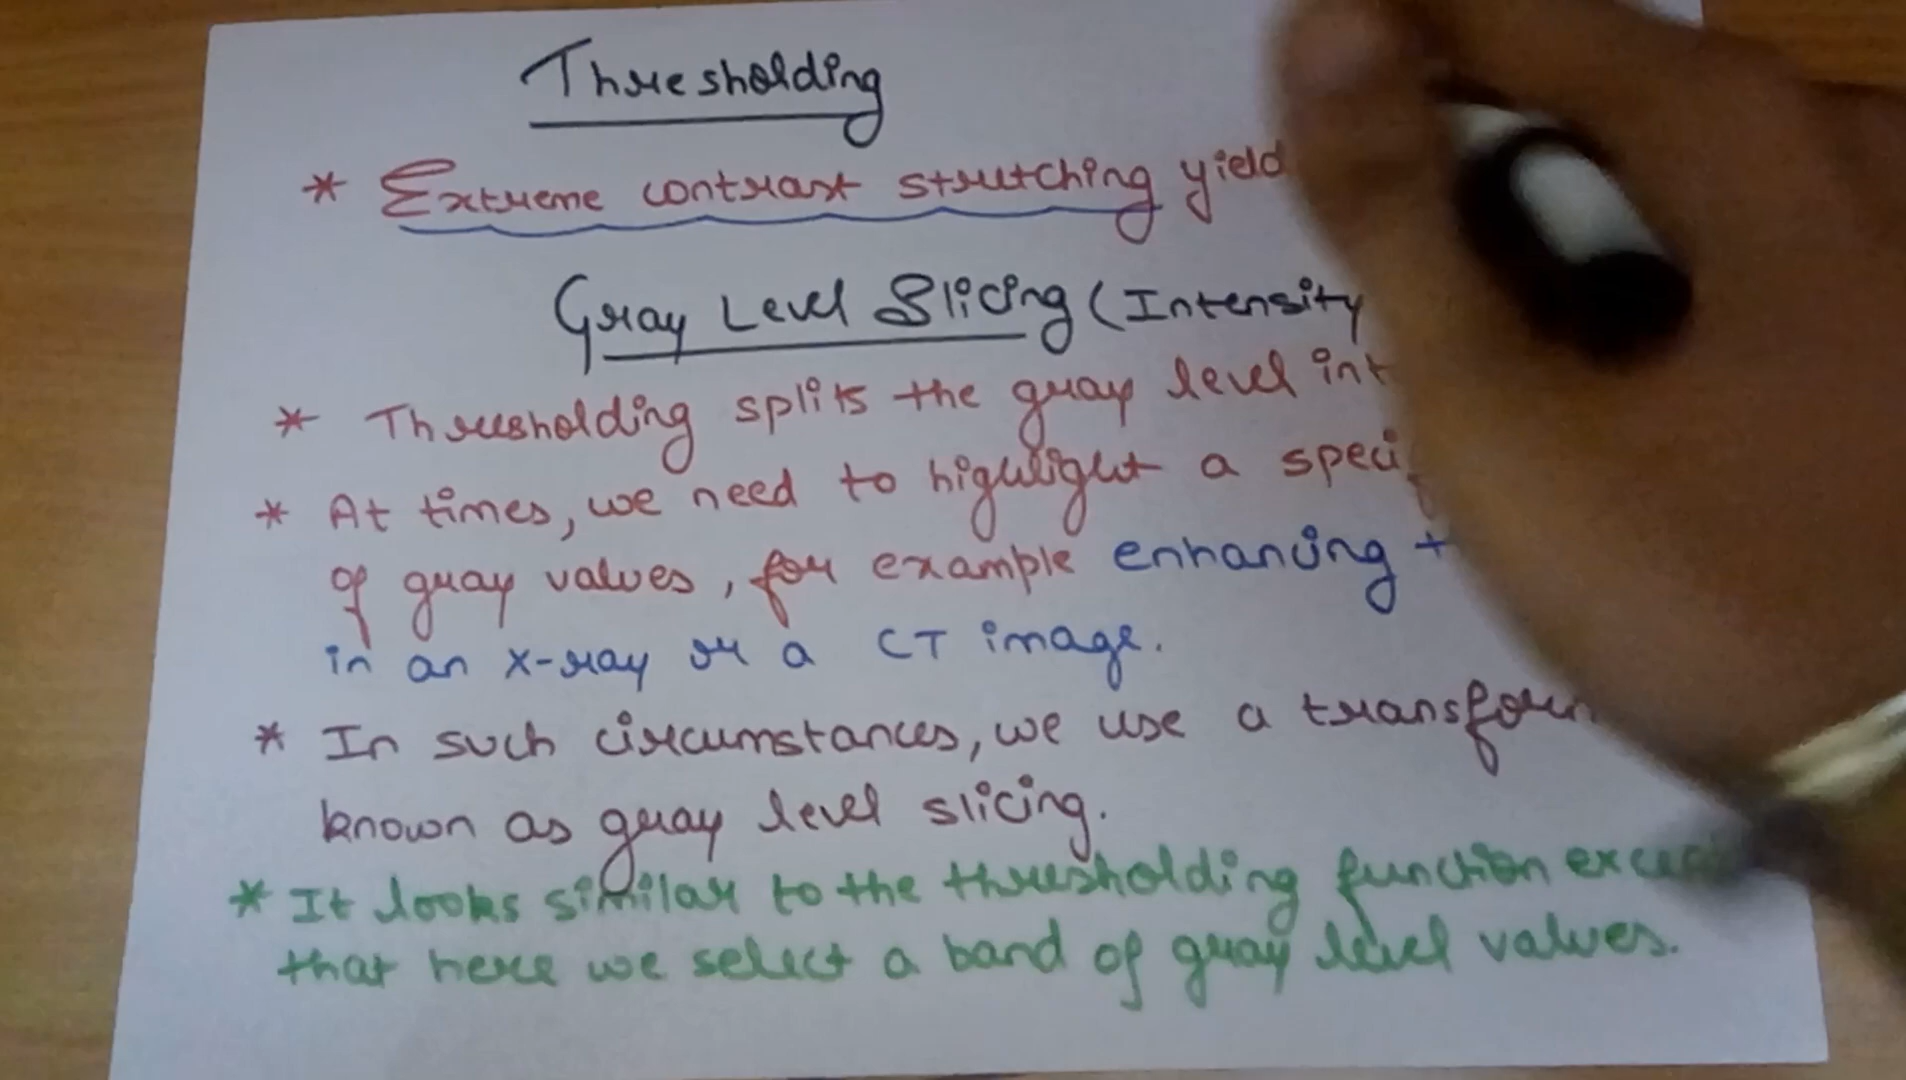 Thresholding
* Extreme contrast stretching yield
Gray Level Slicing (Intensity
* Thresholding splits the gray level int
* At times, we need to highlight a speci
of gray values, for example enhancing
in an x-ray or a CT image.
* In such circumstances, we use a transform
known as gray level slicing.
* It looks similar to the thresholding function except
that here we select a band of gray level values.